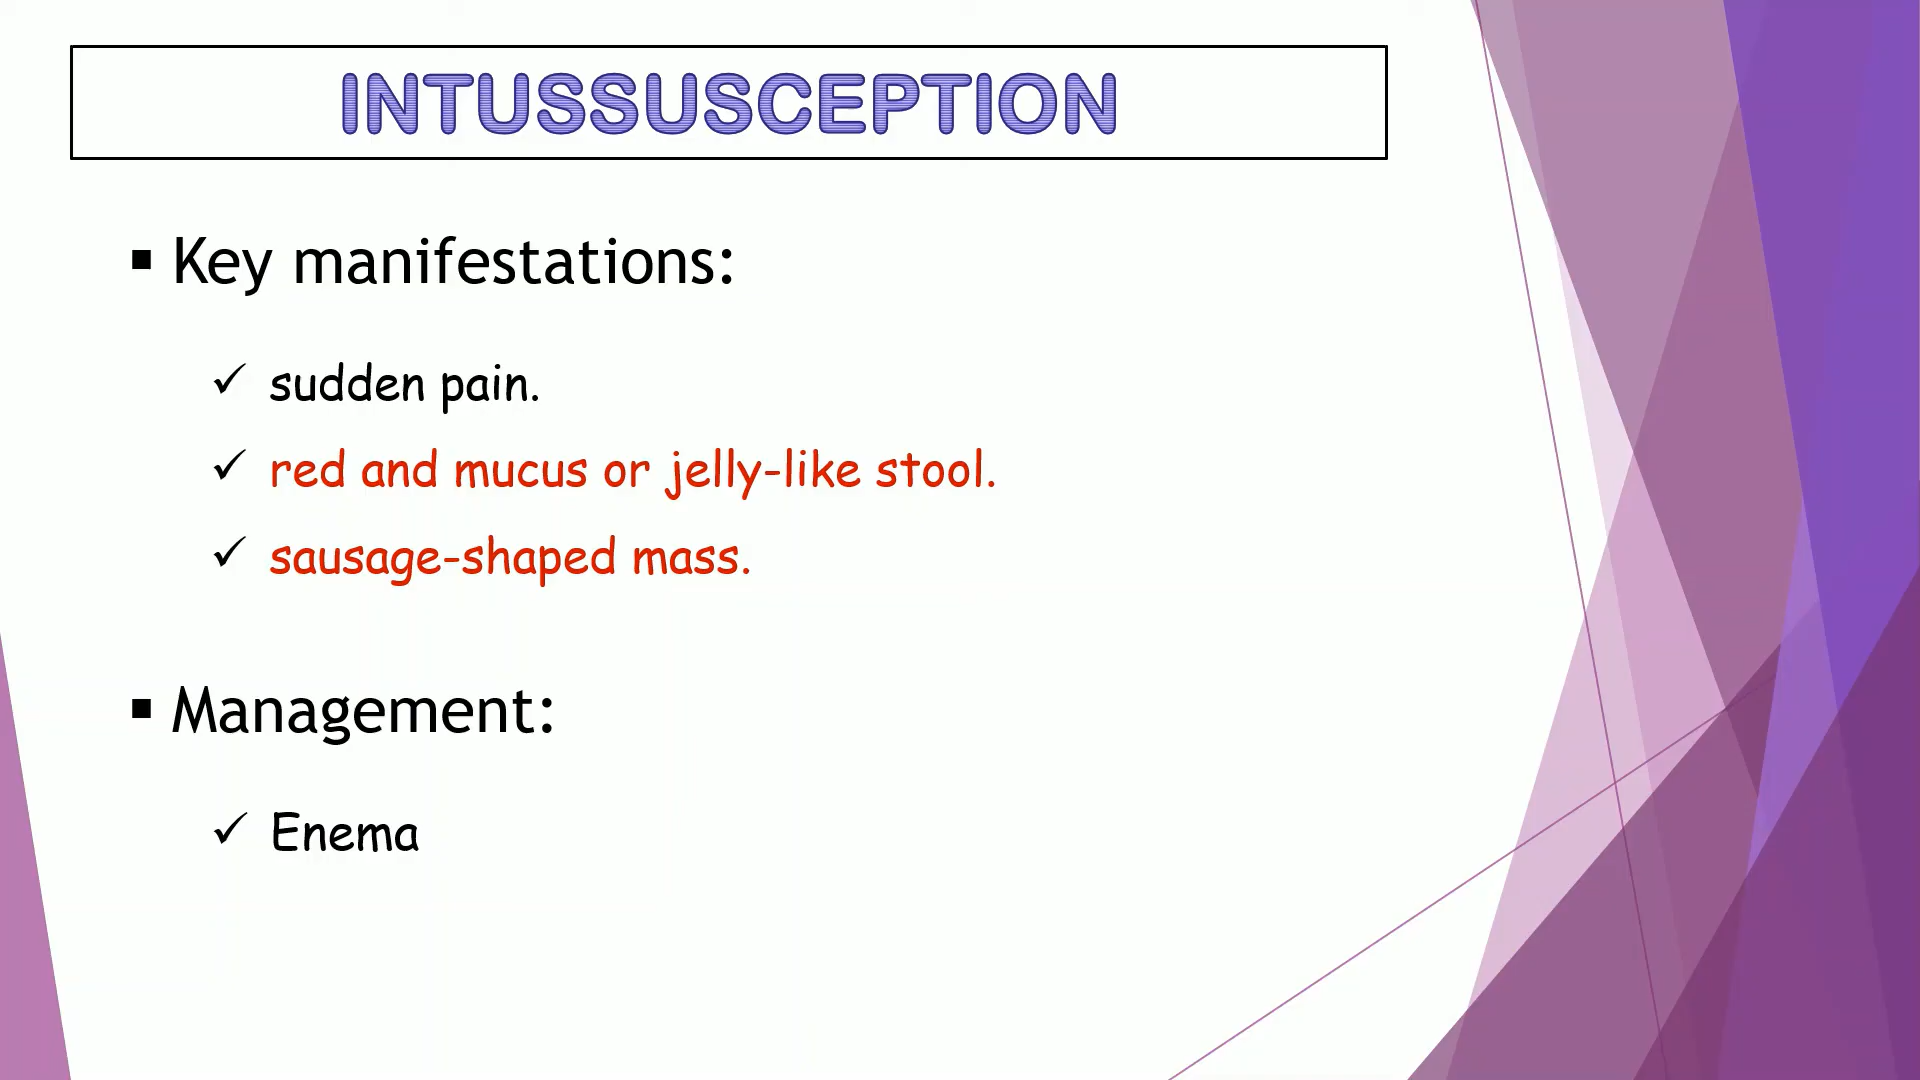 INTUSSUSCEPTION
▪ Key manifestations:
✓ sudden pain.
✓ red and mucus or jelly-like stool.
✓ sausage-shaped mass.
▪ Management:
✓ Enema